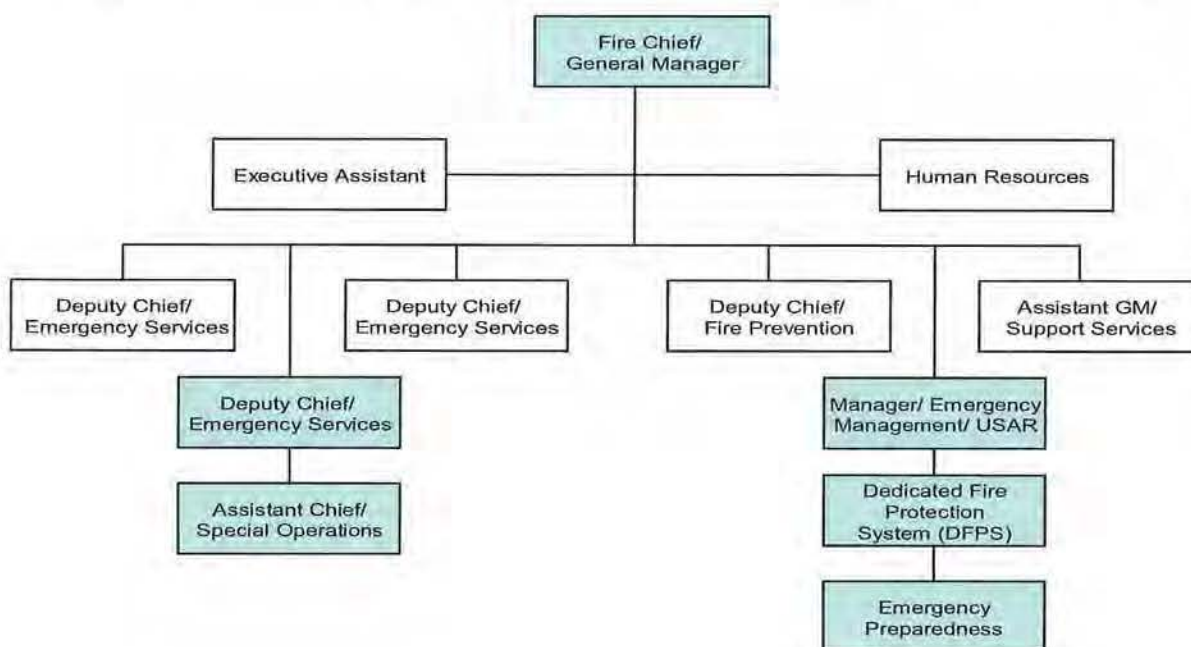 Fire Chief/
General Manager
Executive Assistant
Human Resources
Deputy Chief/
Emergency Services
Deputy Chief/
Emergency Services
Deputy Chief/
Fire Prevention
Assistant GM/
Support Services
Deputy Chief/
Emergency Services
Manager/ Emergency
Management/ USAR
Assistant Chief/
Special Operations
Dedicated Fire
Protection
System (DFPS)
Emergency
Preparedness